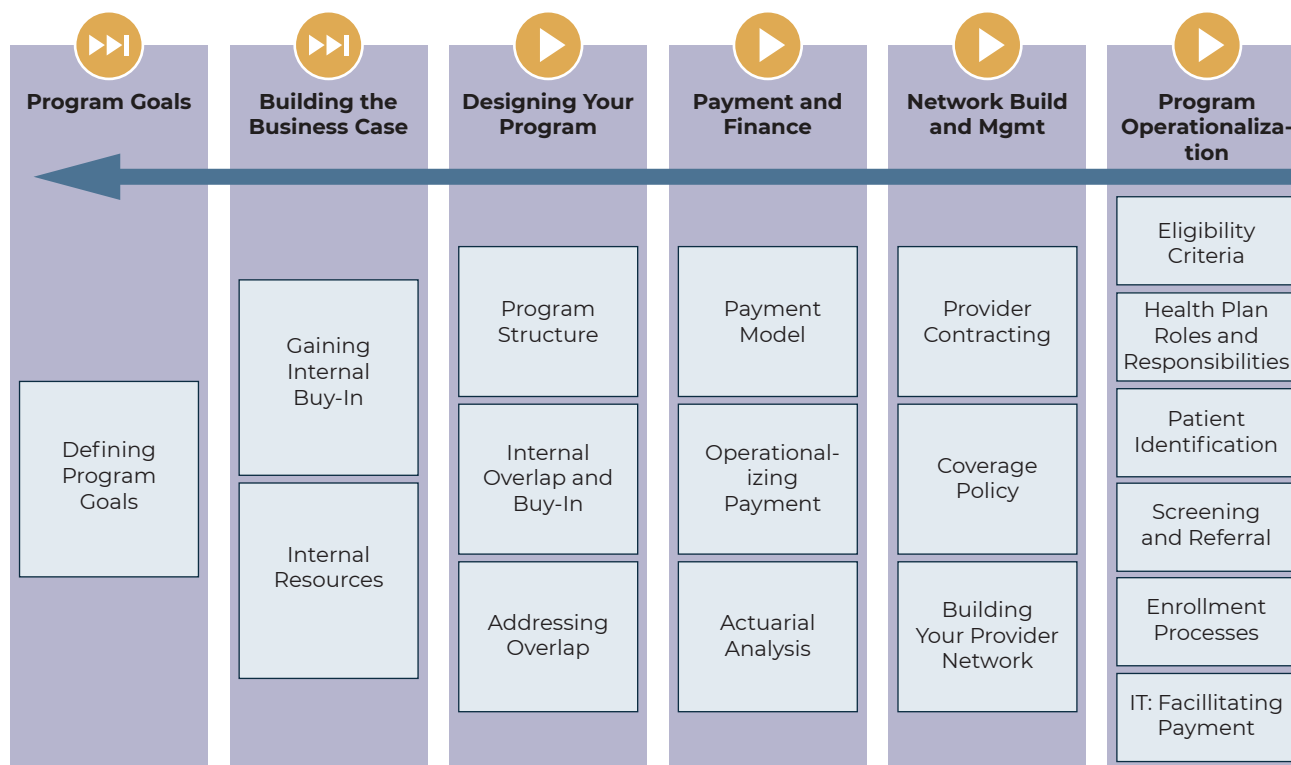 Program Goals
Defining
Program
Goals
Building the
Business Case
Gaining
Internal
Buy-In
Internal
Resources
Designing Your
Program
Program
Structure
Internal
Overlap and
Buy-In
Addressing
Overlap
Payment and
Finance
Payment
Model
Operational-
izing
Payment
Actuarial
Analysis
Network Build
and Mgmt
Provider
Contracting
Coverage
Policy
Building
Your Provider
Network
Program
Operationaliza-
tion
Eligibility
Criteria
Health Plan
Roles and
Responsibilities
Patient
Identification
Screening
and Referral
Enrollment
Processes
IT: Facillitating
Payment